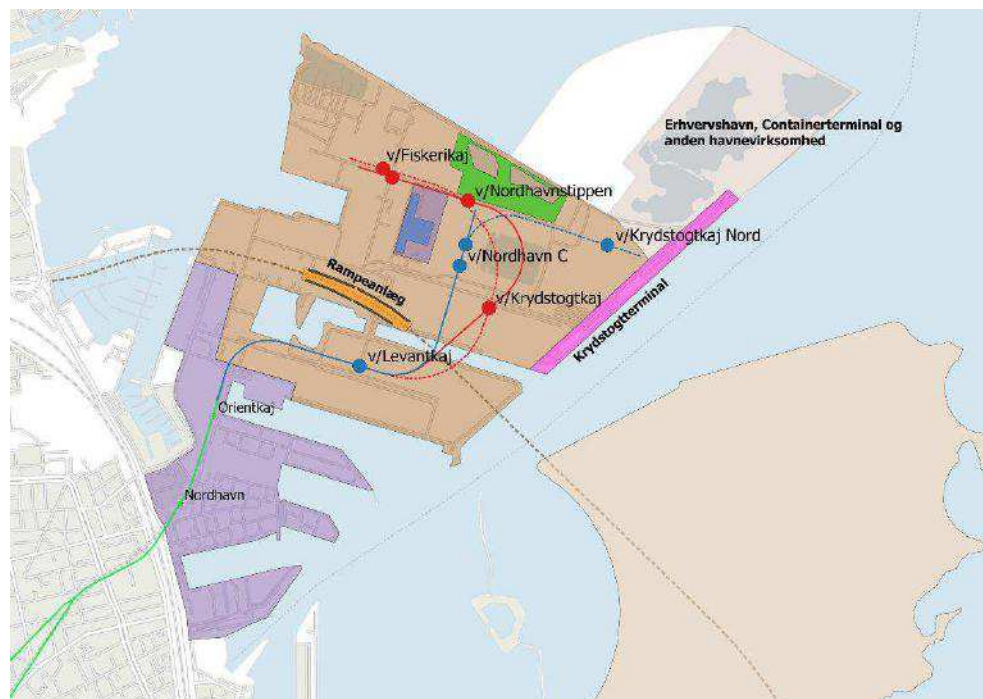 Erhvervshavn, Containerterminal og
anden havnevirksomhed
v/Fiskerikaj
v/Nordhavnstippen
v/Krydstogtkaj Nord
v/Nordhavn C
Rampeanlæg
v/Krydstogtkaj
Krydstogtterminal
v/Levantkaj
Orientkaj
Nordhavn